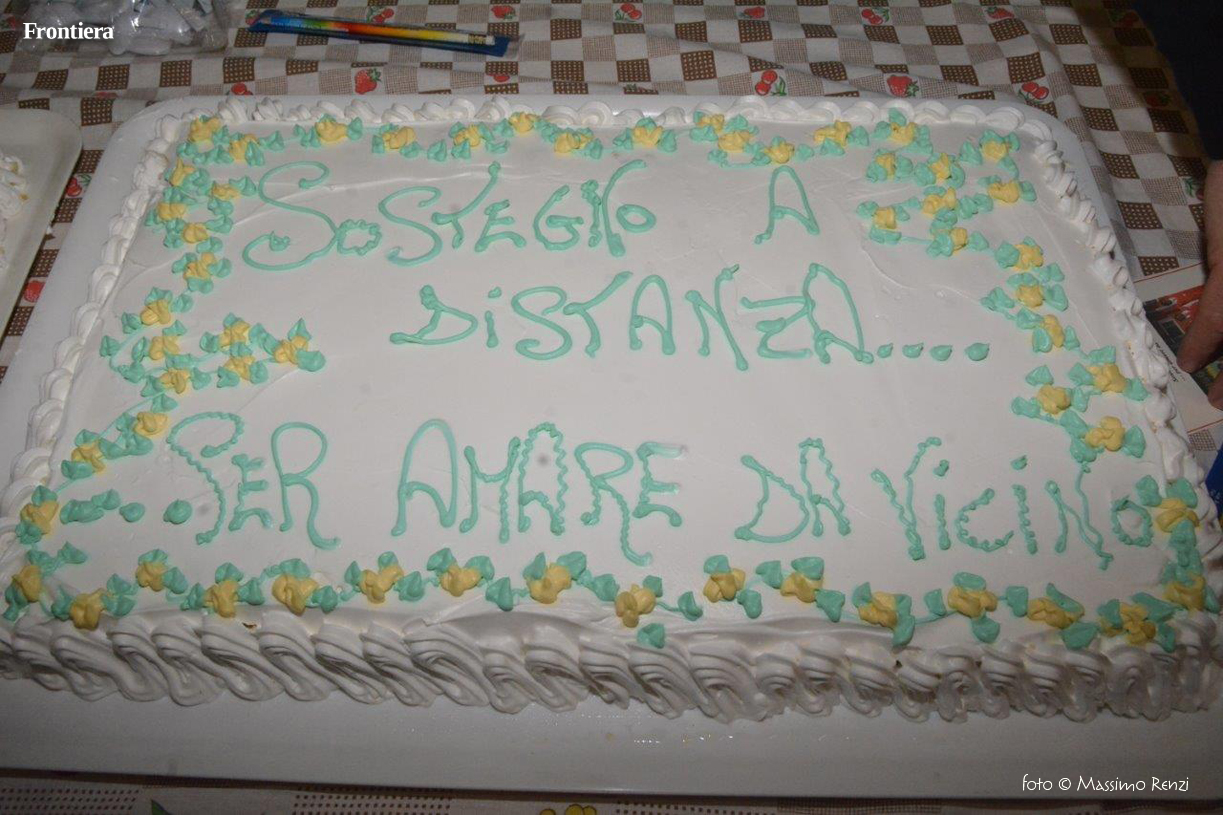 Frontiera
SOSTEGNO A
DiSTANZA....
...PER AMARE DA ViCiNO
foto © Massimo Renzi